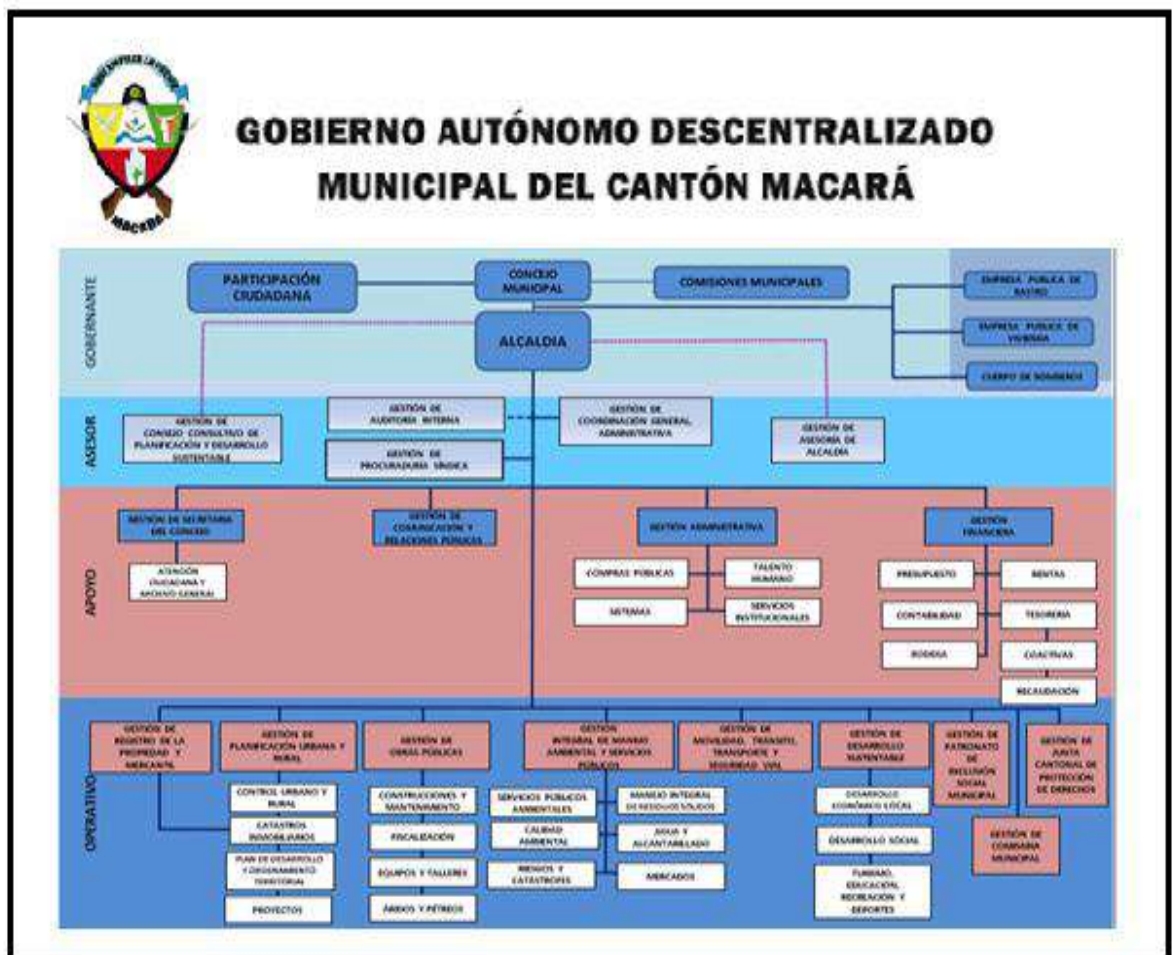 GOBIERNO AUTÓNOMO DESCENTRALIZADO
MUNICIPAL DEL CANTÓN MACARÁ
MACARÁ
GOBERNANTE
PARTICIPACIÓN
CIUDADANA
CONCEJO
MUNICIPAL
COMISIONES MUNICIPALES
EMPRESA PUBLICA DE
RASTRO
EMPRESA PUBLICA DE
VIVIENDA
CUERPO DE BOMBEROS
ALCALDIA
ASESOR
GESTIÓN DE
CONSEJO CONSULTIVO DE
PLANIFICACIÓN Y DESARROLLO
SUSTENTABLE
GESTIÓN DE
AUDITORÍA INTERNA
GESTIÓN DE
COORDINACIÓN GENERAL,
ADMINISTRATIVA
GESTIÓN DE
ASESORÍA DE
ALCALDIA
GESTIÓN DE
PROCURADURÍA SÍNDICA
APOYO
GESTIÓN DE SECRETARIA
DEL CONCEJO
GESTIÓN DE
COMUNICACIÓN Y
RELACIONES PÚBLICAS
GESTIÓN ADMINISTRATIVA
GESTIÓN
FINANCIERA
ATENCIÓN
CIUDADANA Y
ARCHIVO GENERAL
COMPRAS PÚBLICAS
TALENTO
HUMANO
SISTEMAS
SERVICIOS
INSTITUCIONALES
PRESUPUESTO
RENTAS
CONTABILIDAD
TESORERÍA
BODEGA
COACTIVAS
RECAUDACIÓN
OPERATIVO
GESTIÓN DE
REGISTRO DE LA
PROPIEDAD Y
MERCANTIL
GESTIÓN DE
PLANIFICACIÓN URBANA Y
RURAL
GESTIÓN DE
OBRAS PÚBLICAS
GESTIÓN
INTEGRAL DE MANEJO
AMBIENTAL Y SERVICIOS
PÚBLICOS
GESTIÓN DE
MOVILIDAD, TRÁNSITO,
TRANSPORTE Y
SEGURIDAD VIAL
GESTIÓN DE
DESARROLLO
SUSTENTABLE
GESTIÓN DE
PATRONATO
DE
INCLUSIÓN
SOCIAL
MUNICIPAL
GESTIÓN DE
JUNTA
CANTONAL DE
PROTECCIÓN
DE DERECHOS
CONTROL URBANO Y
RURAL
CATASTROS
INMOBILIARIOS
PLAN DE DESARROLLO
Y ORDENAMIENTO
TERRITORIAL
PROYECTOS
CONSTRUCCIONES Y
MANTENIMIENTO
FISCALIZACIÓN
EQUIPOS Y TALLERES
ÁRIDOS Y PÉTREOS
SERVICIOS PÚBLICOS
AMBIENTALES
MANEJO INTEGRAL
DE RESIDUOS SÓLIDOS
CALIDAD
AMBIENTAL
AGUA Y
ALCANTARILLADO
RIESGOS Y
CATASTROFES
MERCADOS
DESARROLLO
ECONÓMICO LOCAL
DESARROLLO SOCIAL
TURISMO,
EDUCACIÓN,
RECREACIÓN Y
DEPORTES
GESTIÓN DE
COMISARIA
MUNICIPAL